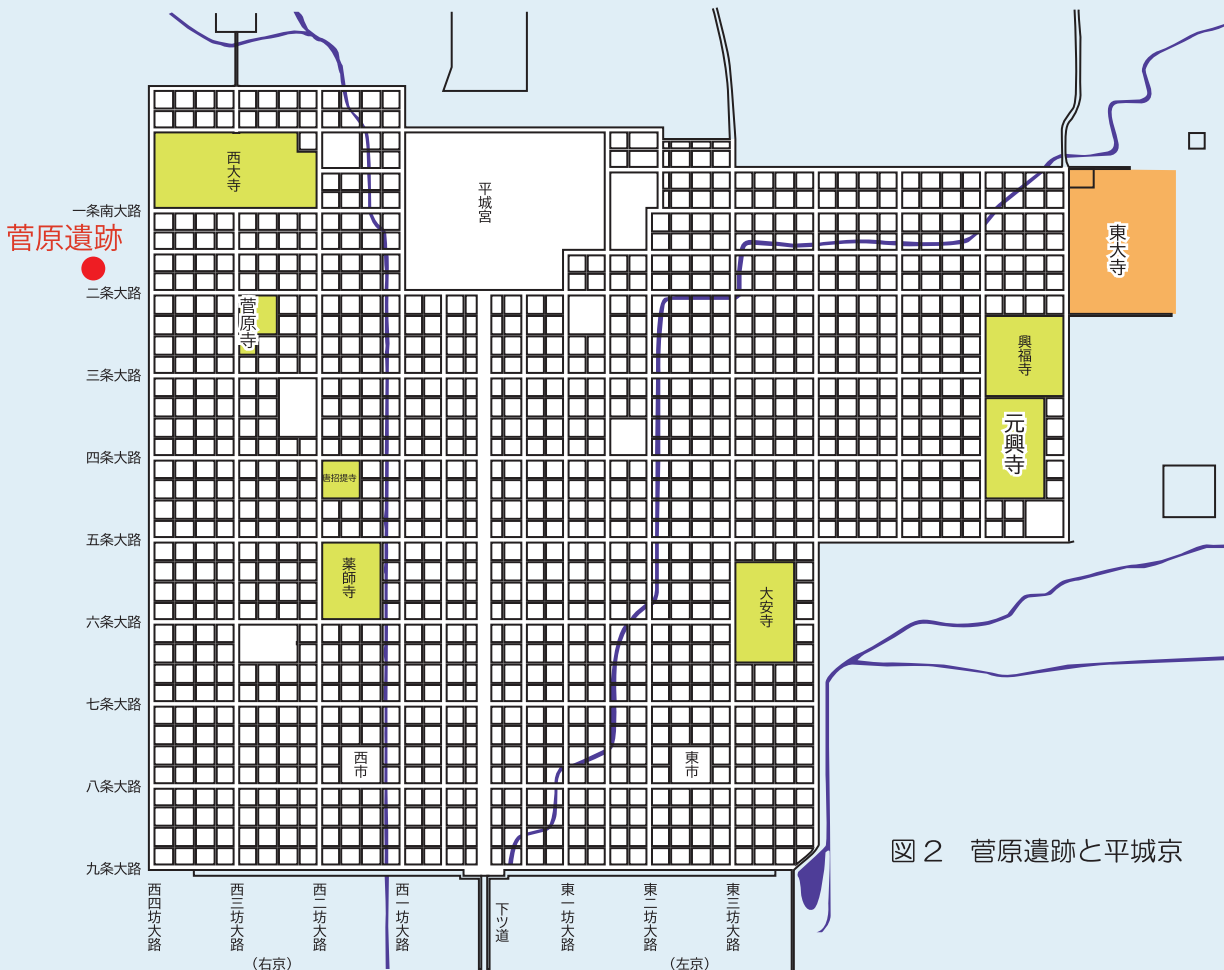 西大寺
平城宮
一条南大路
菅原遺跡
東大寺
二条大路
菅原寺
興福寺
三条大路
元興寺
四条大路
唐招提寺
五条大路
薬師寺
大安寺
六条大路
七条大路
西市
東市
八条大路
図2 菅原遺跡と平城京
九条大路
西四坊大路
西三坊大路
西二坊大路
西一坊大路
下ツ道
東一坊大路
東二坊大路
東三坊大路
(右京)
(左京)